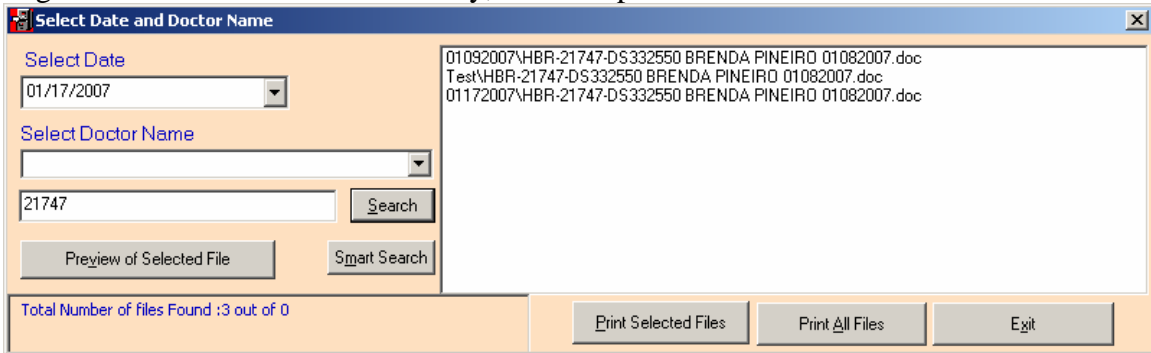 Select Date and Doctor Name
Select Date
01/17/2007
Select Doctor Name
21747
Search
Preview of Selected File
Smart Search
01092007\HBR-21747-DS332550 BRENDA PINEIRO 01082007.doc
Test\HBR-21747-DS332550 BRENDA PINEIRO 01082007.doc
01172007\HBR-21747-DS332550 BRENDA PINEIRO 01082007.doc
Total Number of files Found :3 out of 0
Print Selected Files
Print All Files
Exit